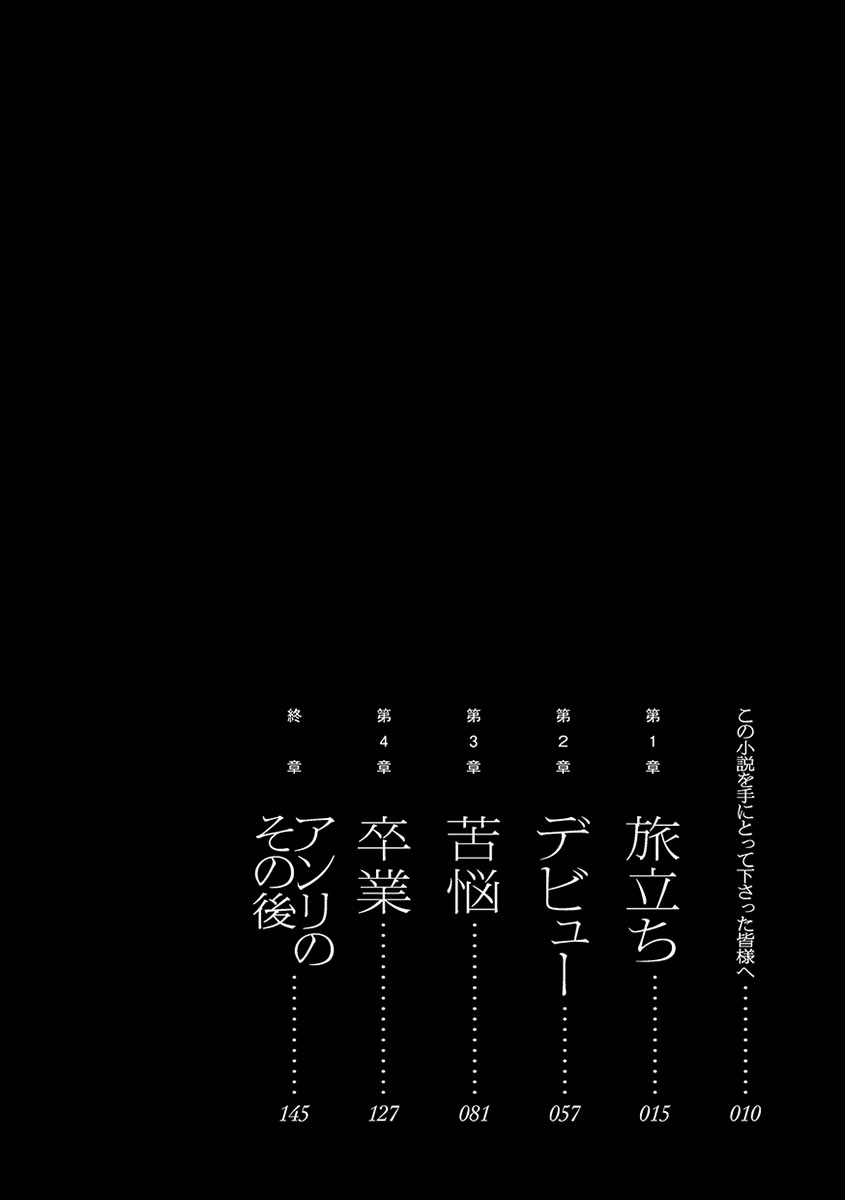 この小説を手にとって下さった皆様へ…………010
第1章 旅立ち…………015
第2章 デビュー…………057
第3章 苦悩…………081
第4章 卒業…………127
終章 アンリの
その後…………145